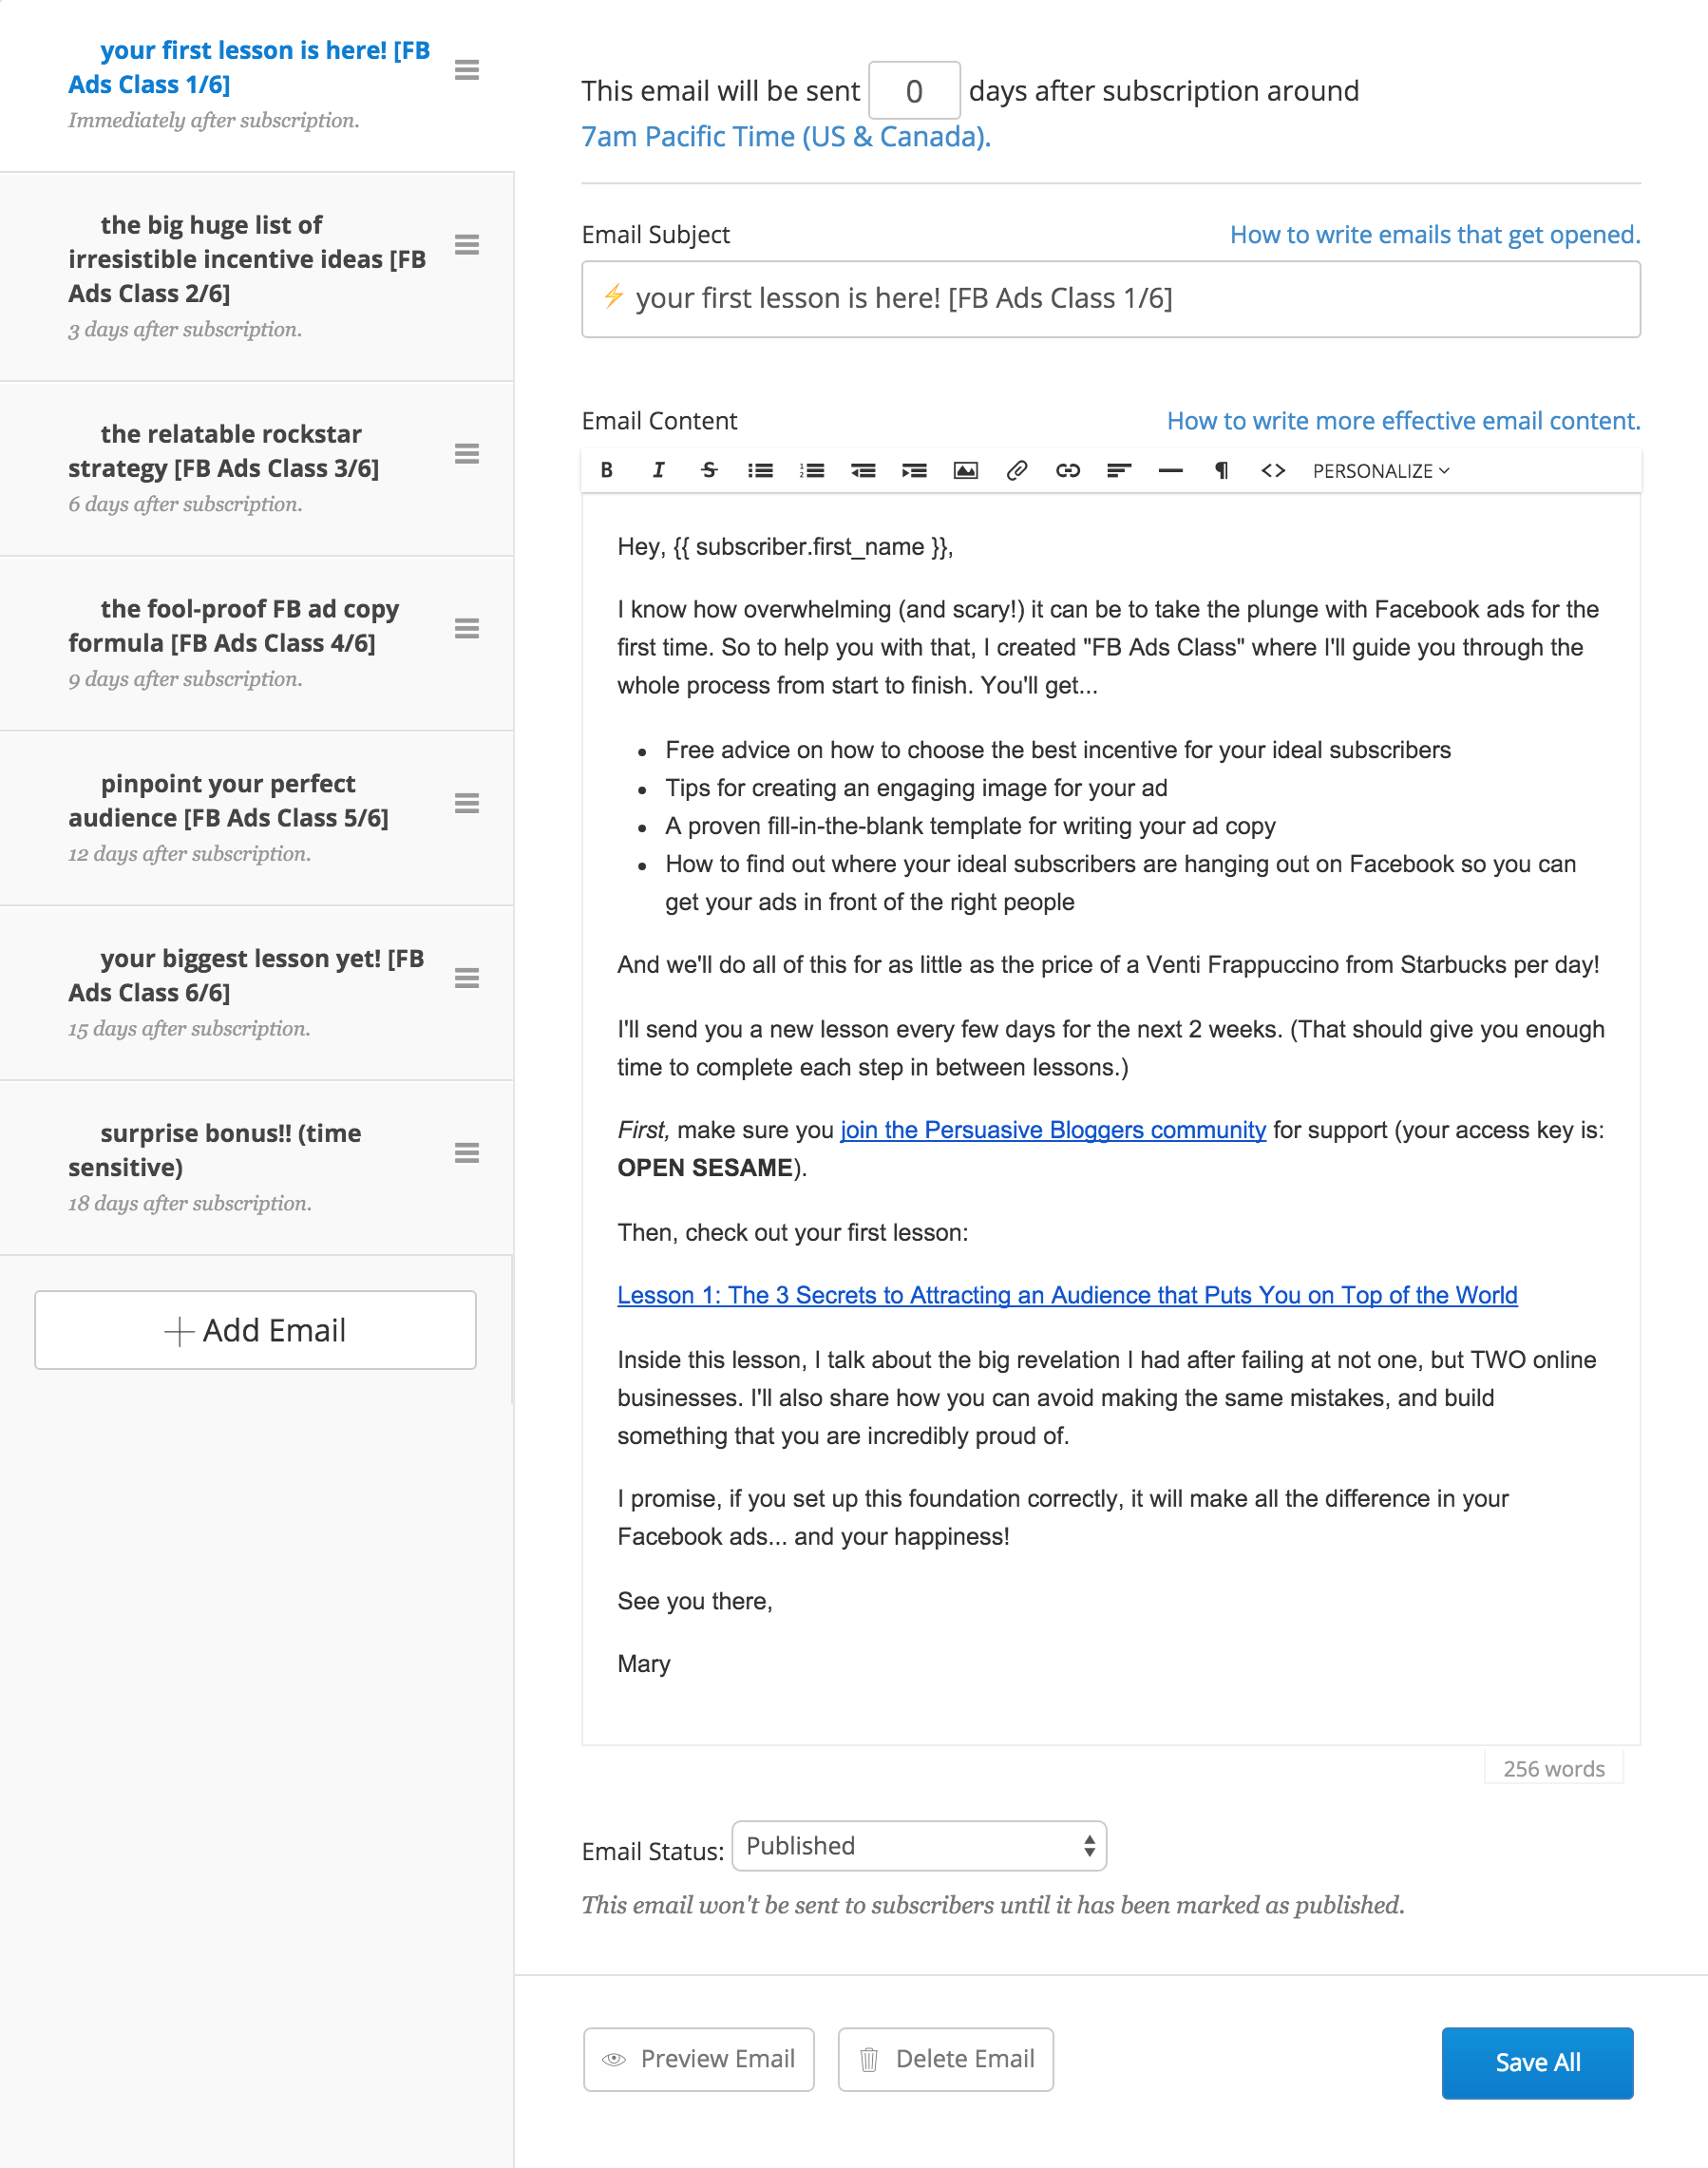 your first lesson is here! [FB
Ads Class 1/6]
Immediately after subscription.
the big huge list of
irresistible incentive ideas [FB
Ads Class 2/6]
3 days after subscription.
the relatable rockstar
strategy [FB Ads Class 3/6]
6 days after subscription.
the fool-proof FB ad copy
formula [FB Ads Class 4/6]
9 days after subscription.
pinpoint your perfect
audience [FB Ads Class 5/6]
12 days after subscription.
your biggest lesson yet! [FB
Ads Class 6/6]
15 days after subscription.
surprise bonus!! (time
sensitive)
18 days after subscription.
Add Email
This email will be sent 0 days after subscription around
7am Pacific Time (US & Canada).
Email Subject How to write emails that get opened.
⚡ your first lesson is here! [FB Ads Class 1/6]
Email Content How to write more effective email content.
B I S PERSONALIZE
Hey, {{ subscriber.first_name }},
I know how overwhelming (and scary!) it can be to take the plunge with Facebook ads for the
first time. So to help you with that, I created "FB Ads Class" where I'll guide you through the
whole process from start to finish. You'll get...
• Free advice on how to choose the best incentive for your ideal subscribers
• Tips for creating an engaging image for your ad
• A proven fill-in-the-blank template for writing your ad copy
• How to find out where your ideal subscribers are hanging out on Facebook so you can
get your ads in front of the right people
And we'll do all of this for as little as the price of a Venti Frappuccino from Starbucks per day!
I'll send you a new lesson every few days for the next 2 weeks. (That should give you enough
time to complete each step in between lessons.)
First, make sure you join the Persuasive Bloggers community for support (your access key is:
OPEN SESAME).
Then, check out your first lesson:
Lesson 1: The 3 Secrets to Attracting an Audience that Puts You on Top of the World
Inside this lesson, I talk about the big revelation I had after failing at not one, but TWO online
businesses. I'll also share how you can avoid making the same mistakes, and build
something that you are incredibly proud of.
I promise, if you set up this foundation correctly, it will make all the difference in your
Facebook ads... and your happiness!
See you there,
Mary
256 words
Email Status: Published
This email won't be sent to subscribers until it has been marked as published.
Preview Email Delete Email Save All